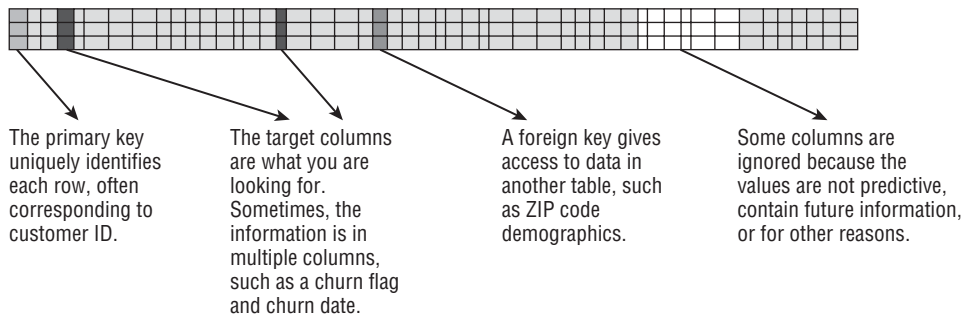 The primary key
uniquely identifies
each row, often
corresponding to
customer ID.
The target columns
are what you are
looking for.
Sometimes, the
information is in
multiple columns,
such as a churn flag
and churn date.
A foreign key gives
access to data in
another table, such
as ZIP code
demographics.
Some columns are
ignored because the
values are not predictive,
contain future information,
or for other reasons.